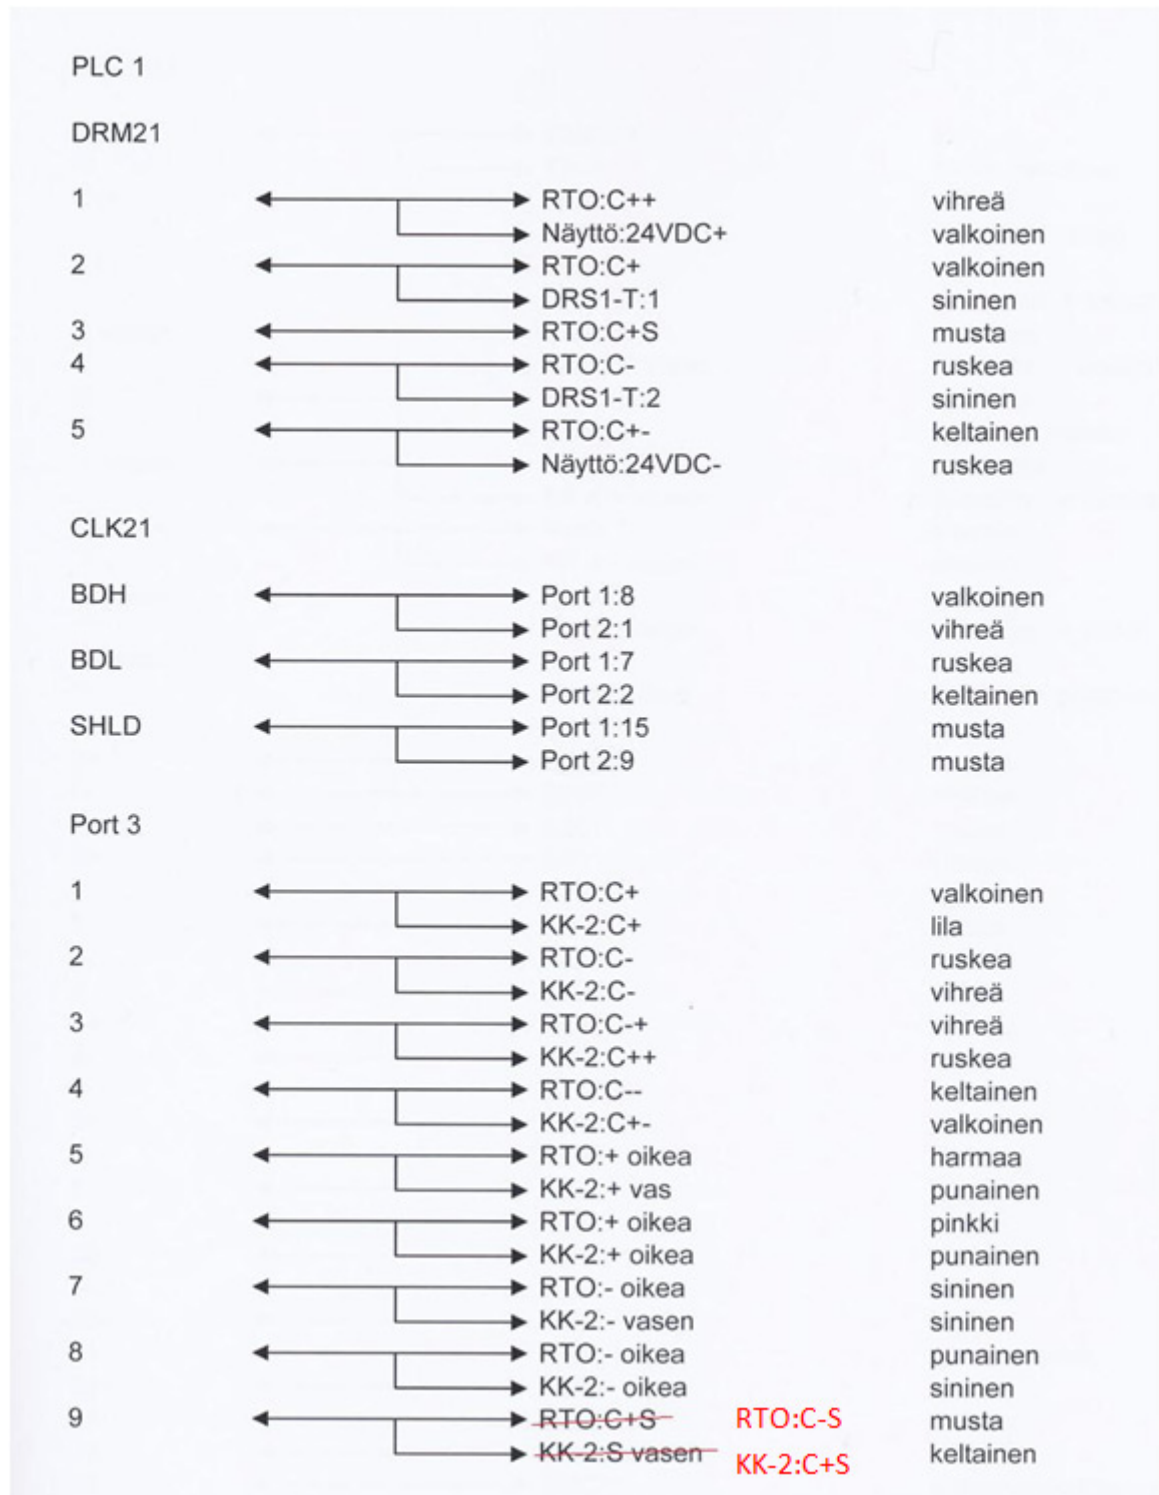 PLC 1
DRM21
1 RTO:C++ vihreä
Näyttö:24VDC+ valkoinen
2 RTO:C+ valkoinen
DRS1-T:1 sininen
3 RTO:C+S musta
4 RTO:C- ruskea
DRS1-T:2 sininen
5 RTO:C+- keltainen
Näyttö:24VDC- ruskea
CLK21
BDH Port 1:8 valkoinen
Port 2:1 vihreä
BDL Port 1:7 ruskea
Port 2:2 keltainen
SHLD Port 1:15 musta
Port 2:9 musta
Port 3
1 RTO:C+ valkoinen
KK-2:C+ lila
2 RTO:C- ruskea
KK-2:C- vihreä
3 RTO:C-+ vihreä
KK-2:C++ ruskea
4 RTO:C-- keltainen
KK-2:C+- valkoinen
5 RTO:+ oikea harmaa
KK-2:+ vas punainen
6 RTO:+ oikea pinkki
KK-2:+ oikea punainen
7 RTO:- oikea sininen
KK-2:- vasen sininen
8 RTO:- oikea punainen
KK-2:- oikea sininen
9 RTO:C+S RTO:C-S musta
KK-2:S vasen KK-2:C+S keltainen